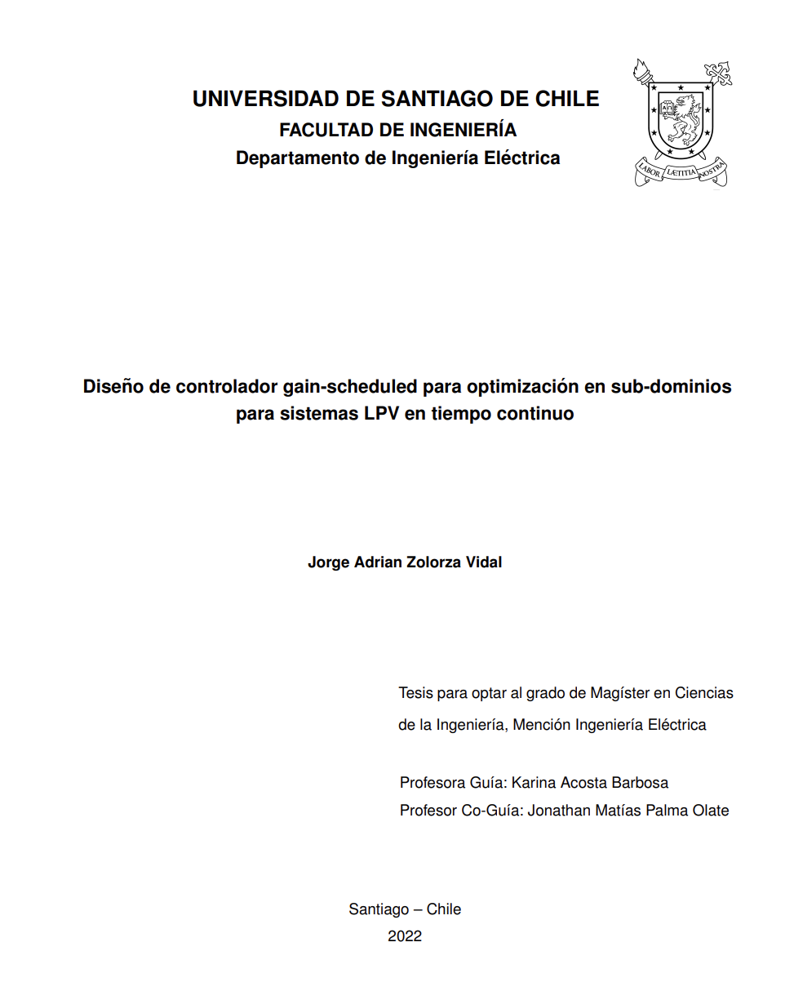 UNIVERSIDAD DE SANTIAGO DE CHILE
FACULTAD DE INGENIERÍA
Departamento de Ingeniería Eléctrica
A Ω
LABOR LÆTITIA NOSTRA
Diseño de controlador gain-scheduled para optimización en sub-dominios
para sistemas LPV en tiempo continuo
Jorge Adrian Zolorza Vidal
Tesis para optar al grado de Magíster en Ciencias
de la Ingeniería, Mención Ingeniería Eléctrica
Profesora Guía: Karina Acosta Barbosa
Profesor Co-Guía: Jonathan Matías Palma Olate
Santiago – Chile
2022